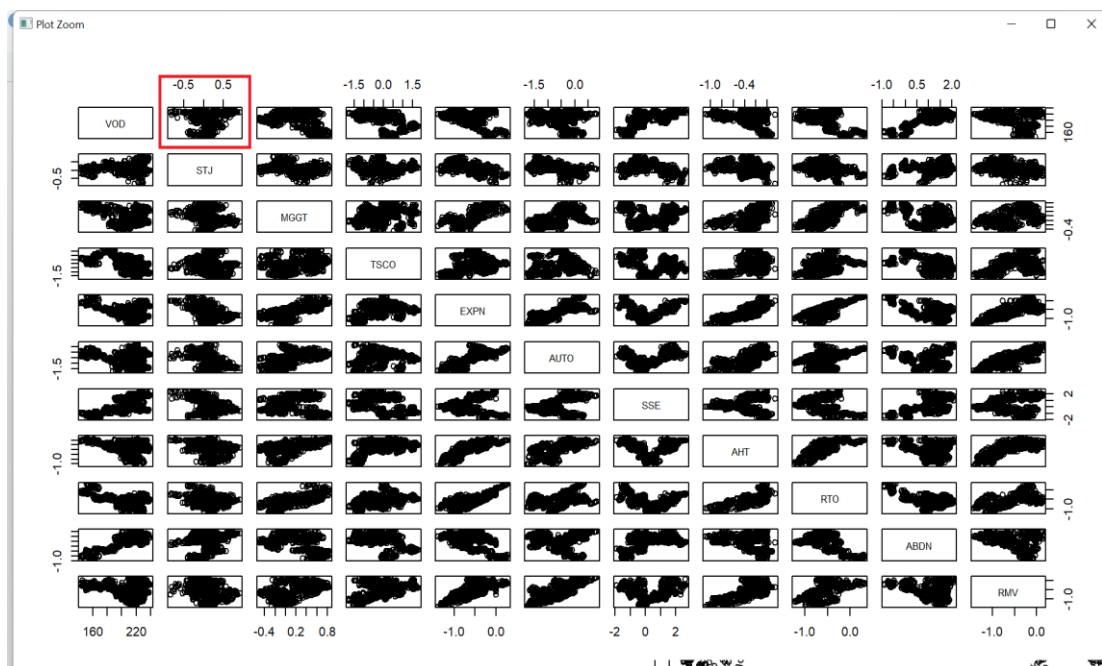 Plot Zoom
-0.5 0.5 -1.5 0.0 1.5 -1.5 0.0 -1.0 -0.4 -1.0 0.5 2.0
VOD 160
-0.5 STJ
MGGT -0.4
-1.5 TSCO
EXPN -1.0
-1.5 AUTO
SSE -2 2
-1.0 AHT
RTO -1.0
-1.0 ABDN
RMV -1.0
160 220 -0.4 0.2 0.8 -1.0 0.0 -2 0 2 -1.0 0.0 -1.0 0.0